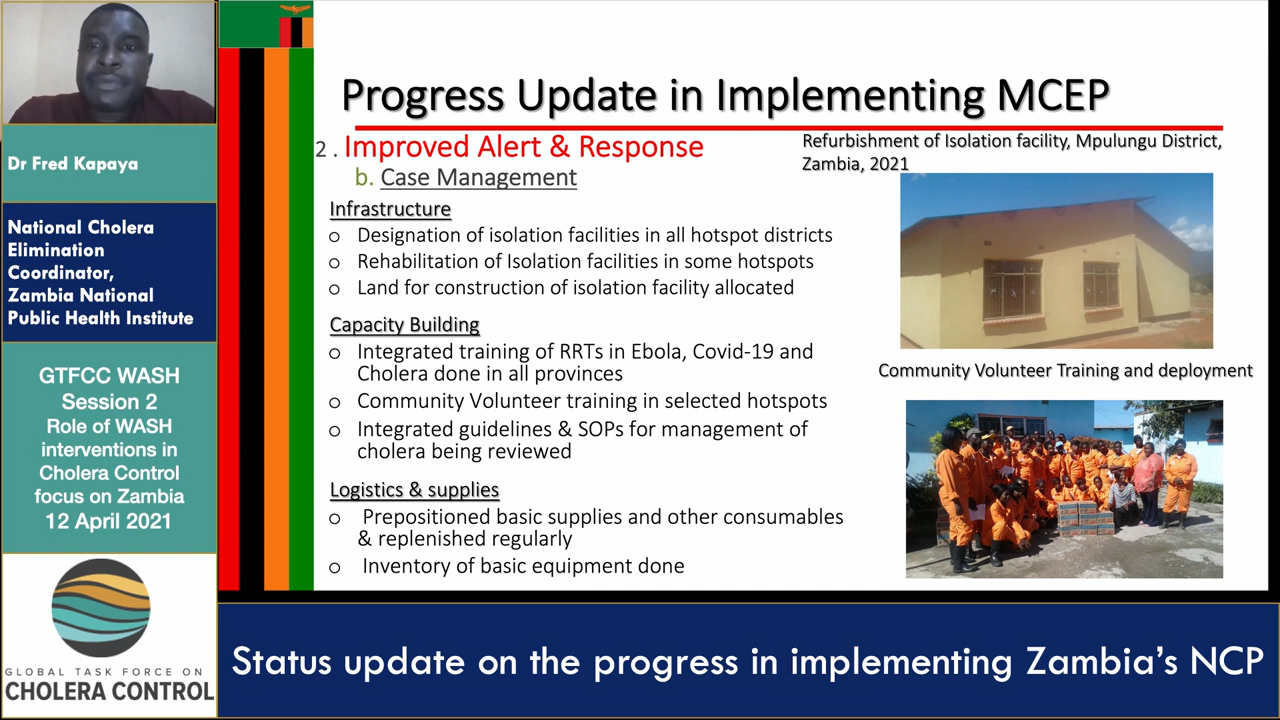 Dr Fred Kapaya
National Cholera
Elimination
Coordinator,
Zambia National
Public Health Institute
GTFCC WASH
Session 2
Role of WASH
interventions in
Cholera Control
focus on Zambia
12 April 2021
GLOBAL TASK FORCE ON
CHOLERA CONTROL
Progress Update in Implementing MCEP
2 . Improved Alert & Response
b. Case Management
Infrastructure
o Designation of isolation facilities in all hotspot districts
o Rehabilitation of Isolation facilities in some hotspots
o Land for construction of isolation facility allocated
Capacity Building
o Integrated training of RRTs in Ebola, Covid-19 and
Cholera done in all provinces
o Community Volunteer training in selected hotspots
o Integrated guidelines & SOPs for management of
cholera being reviewed
Logistics & supplies
o Prepositioned basic supplies and other consumables
& replenished regularly
o Inventory of basic equipment done
Refurbishment of Isolation facility, Mpulungu District,
Zambia, 2021
Community Volunteer Training and deployment
Status update on the progress in implementing Zambia's NCP